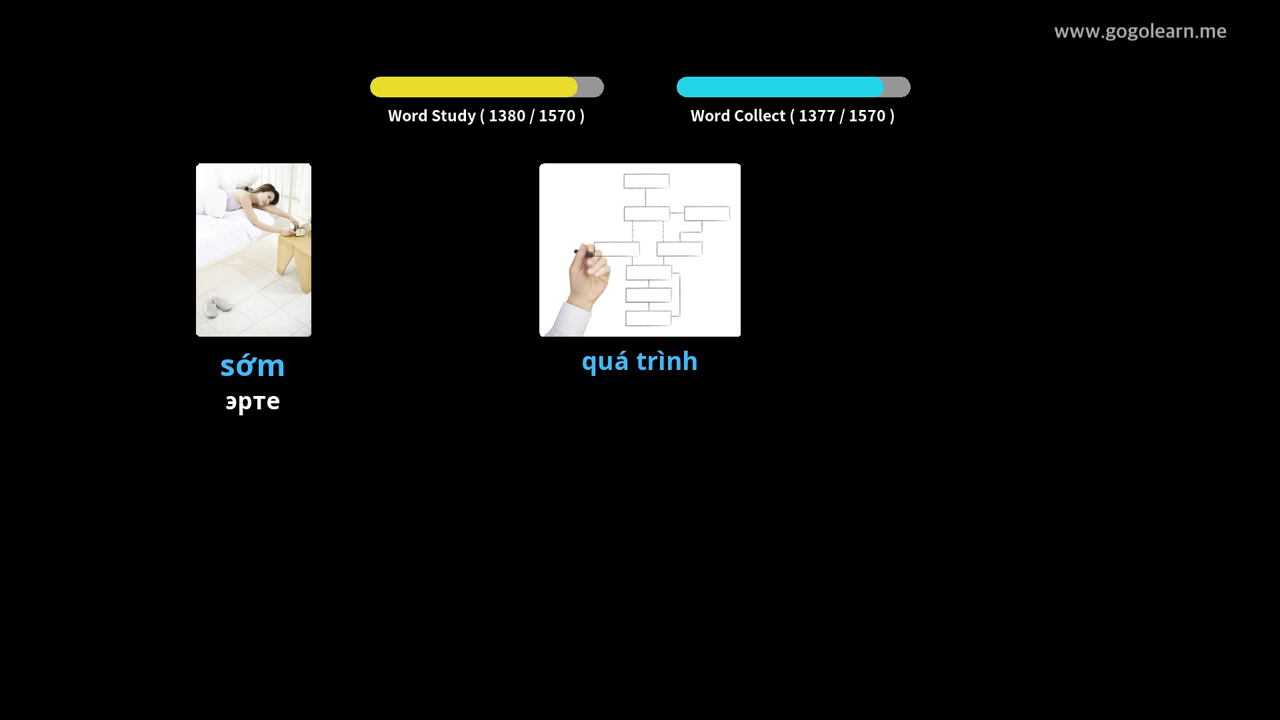 www.gogolearn.me
Word Study ( 1380 / 1570 )
Word Collect ( 1377 / 1570 )
sớm
эрте
quá trình